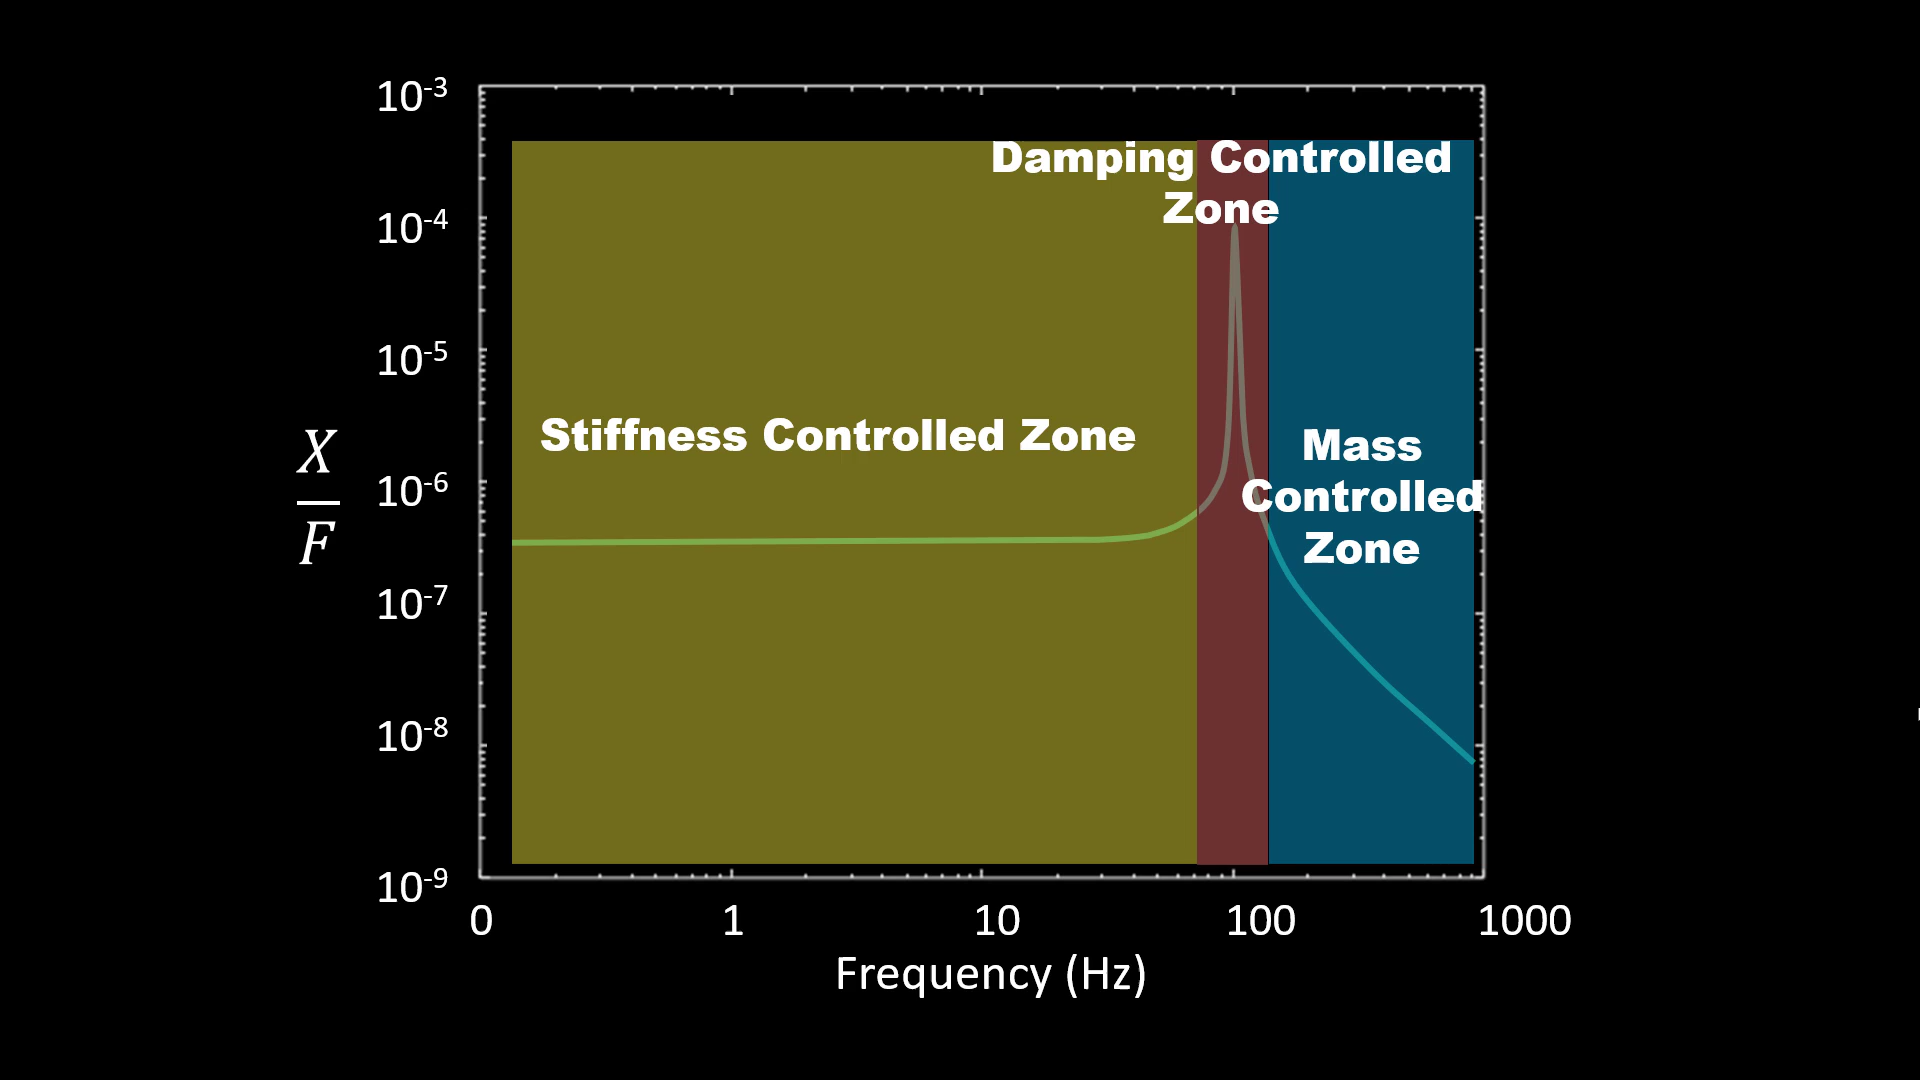 10-3
Damping Controlled
Zone
10-4
10-5
Stiffness Controlled Zone
Mass
Controlled
Zone
X
F
10-6
10-7
10-8
10-9
0 1 10 100 1000
Frequency (Hz)